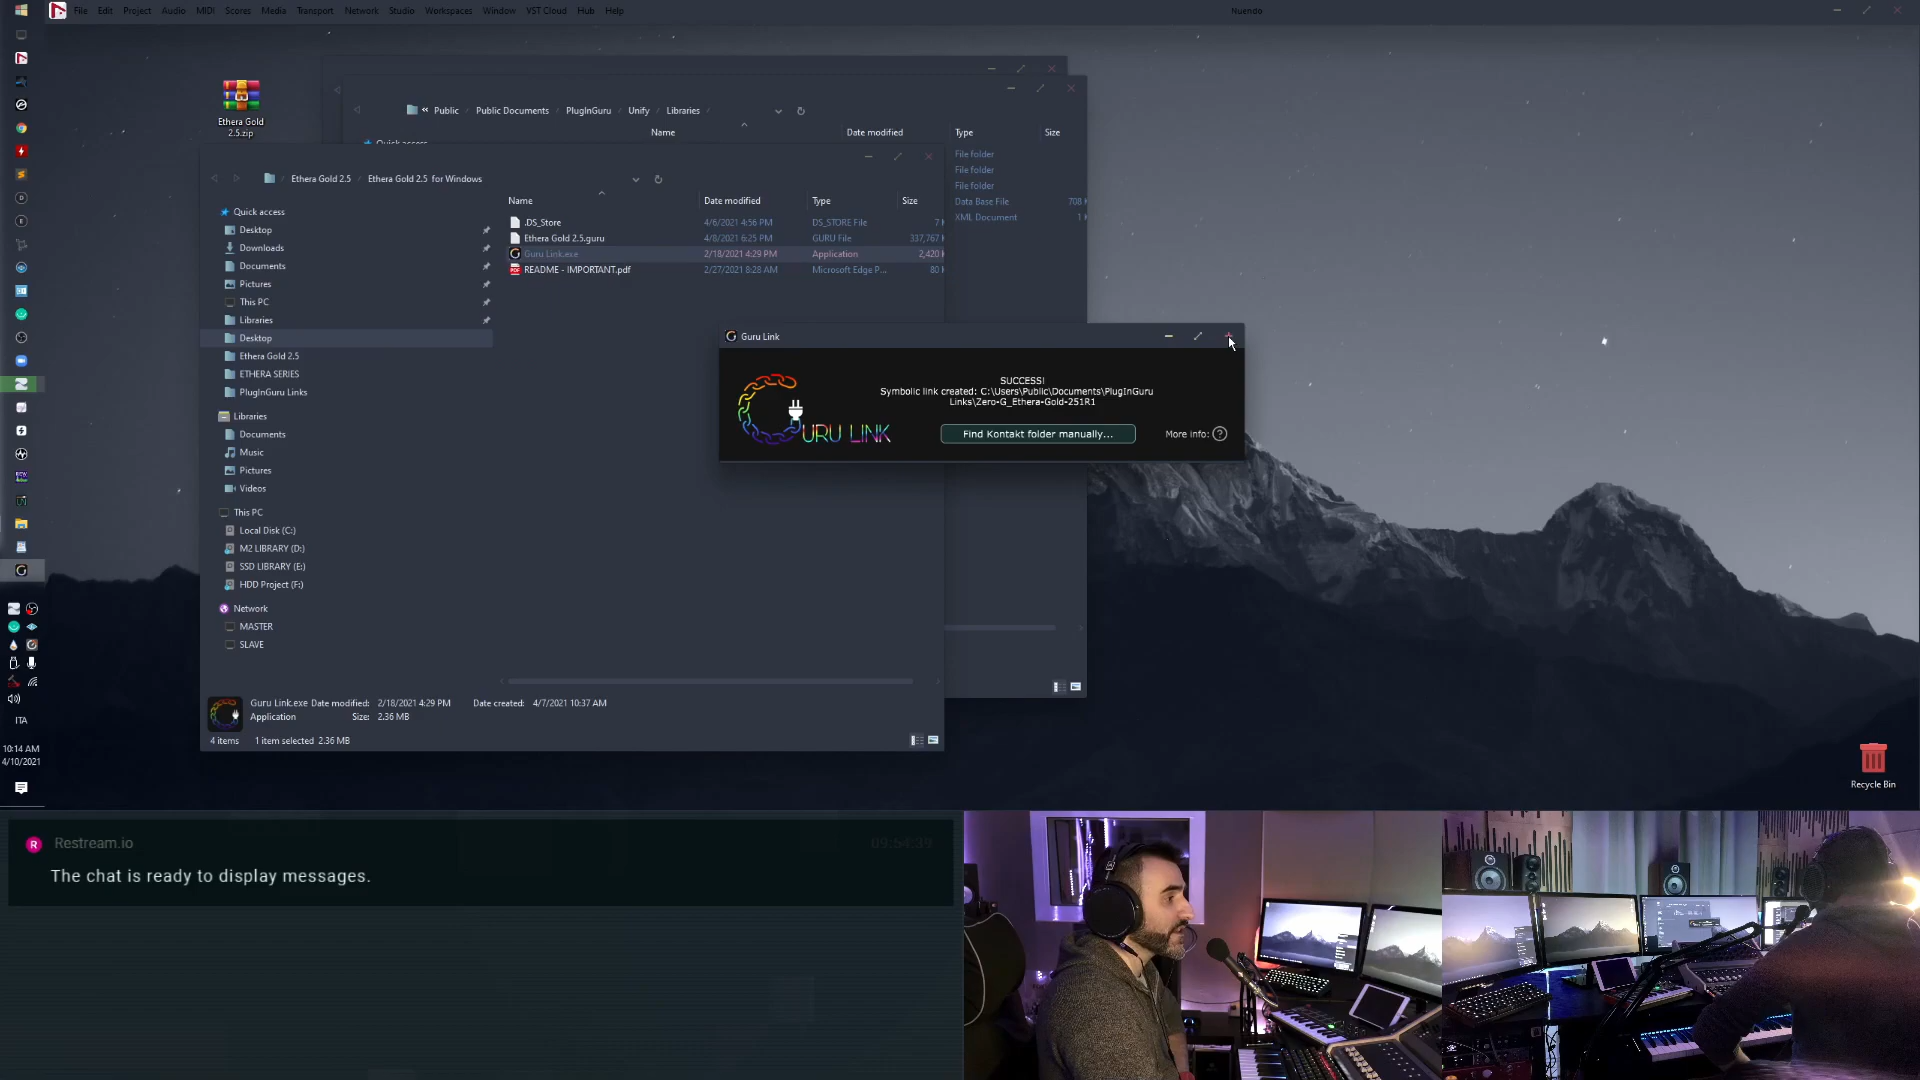 File Edit Project Audio MIDI Scores Media Transport Network Studio Workspaces Window VST Cloud Hub Help
Nuendo
Ethera Gold
2.5.zip
Public / Public Documents / PlugInGuru / Unify / Libraries /
Name Date modified Type Size
Quick access
File folder
File folder
File folder
Data Base File 708
XML Document 1
Ethera Gold 2.5 / Ethera Gold 2.5 for Windows
Name Date modified Type Size
.DS_Store 4/6/2021 4:56 PM DS_STORE File 7
Ethera Gold 2.5.guru 4/8/2021 6:25 PM GURU File 337,767
Guru Link.exe 2/18/2021 4:29 PM Application 2,420
README - IMPORTANT.pdf 2/27/2021 8:28 AM Microsoft Edge P... 80
Quick access
Desktop
Downloads
Documents
Pictures
This PC
Libraries
Desktop
Ethera Gold 2.5
ETHERA SERIES
PlugInGuru Links
Libraries
Documents
Music
Pictures
Videos
This PC
Local Disk (C:)
M2 LIBRARY (D:)
SSD LIBRARY (E:)
HDD Project (F:)
Network
MASTER
SLAVE
Guru Link.exe Date modified: 2/18/2021 4:29 PM Date created: 4/7/2021 10:37 AM
Application Size: 2.36 MB
4 items 1 item selected 2.36 MB
Guru Link
SUCCESS!
Symbolic link created: C:\Users\Public\Documents\PlugInGuru
Links\Zero-G_Ethera-Gold-251R1
GURU LINK
Find Kontakt folder manually...
More info: ?
ITA
10:14 AM
4/10/2021
Recycle Bin
R Restream.io 09:54:39
The chat is ready to display messages.